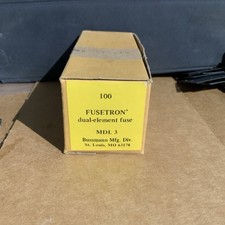 100
FUSETRON®
dual-element fuse
MDL 3
Bussmann Mfg. Div.
St. Louis, MO 63178